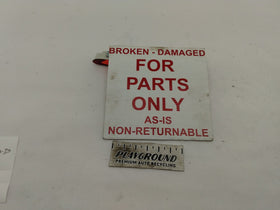 BROKEN - DAMAGED
FOR
PARTS
ONLY
AS-IS
NON-RETURNABLE
PLAYGROUND
PREMIUM AUTO RECYCLING